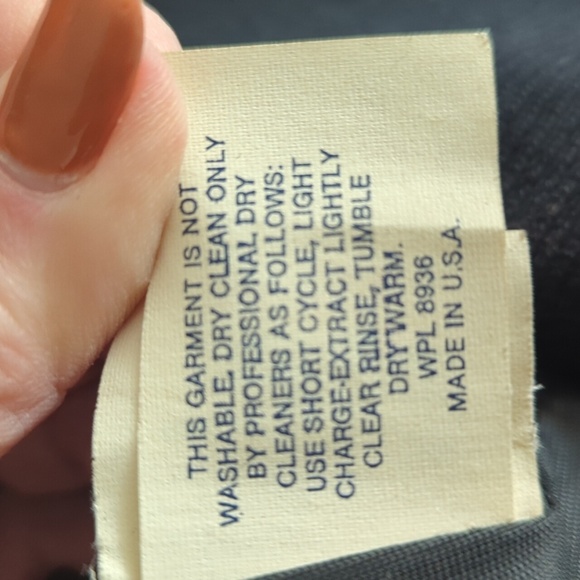 THIS GARMENT IS NOT
WASHABLE. DRY CLEAN ONLY
BY PROFESSIONAL DRY
CLEANERS AS FOLLOWS:
USE SHORT CYCLE, LIGHT
CHARGE-EXTRACT LIGHTLY
CLEAR RINSE, TUMBLE
DRY WARM.
WPL 8936
MADE IN U.S.A.